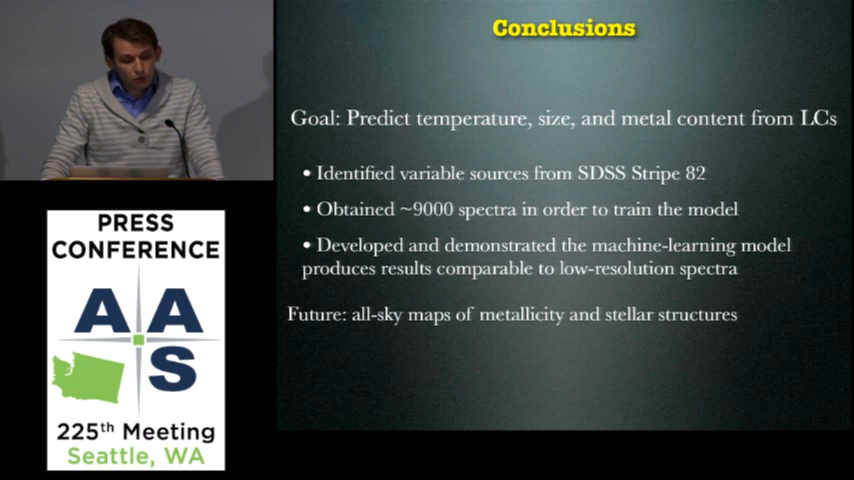 Conclusions
Goal: Predict temperature, size, and metal content from LCs
• Identified variable sources from SDSS Stripe 82
• Obtained ~9000 spectra in order to train the model
• Developed and demonstrated the machine-learning model
produces results comparable to low-resolution spectra
Future: all-sky maps of metallicity and stellar structures
PRESS
CONFERENCE
AAS
225th Meeting
Seattle, WA